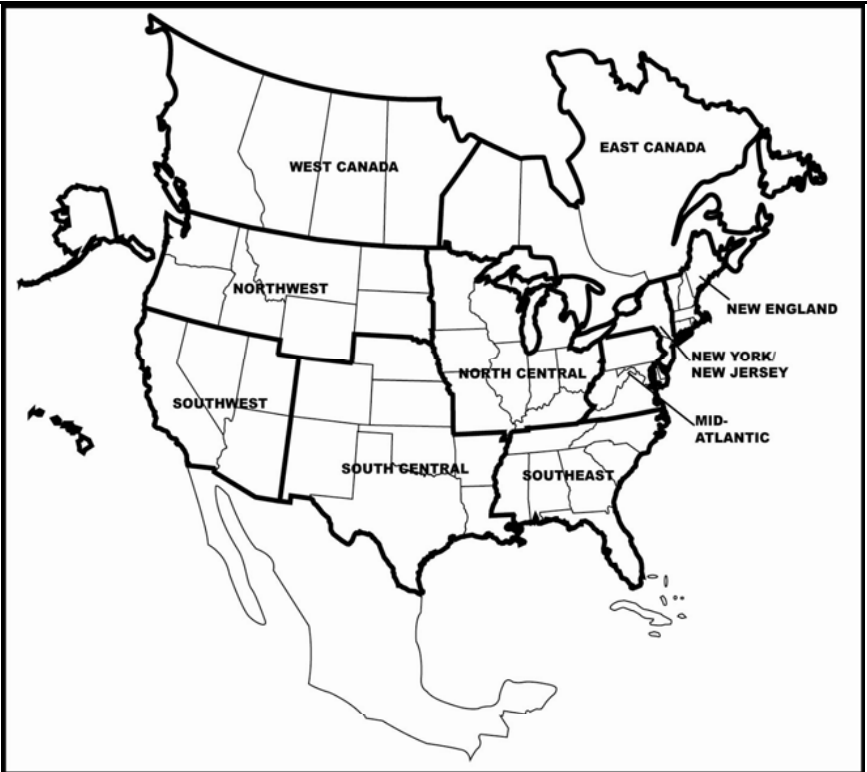 EAST CANADA
WEST CANADA
NORTHWEST
NEW ENGLAND
NEW YORK/
NEW JERSEY
NORTH CENTRAL
SOUTHWEST
MID-
ATLANTIC
SOUTH CENTRAL
SOUTHEAST